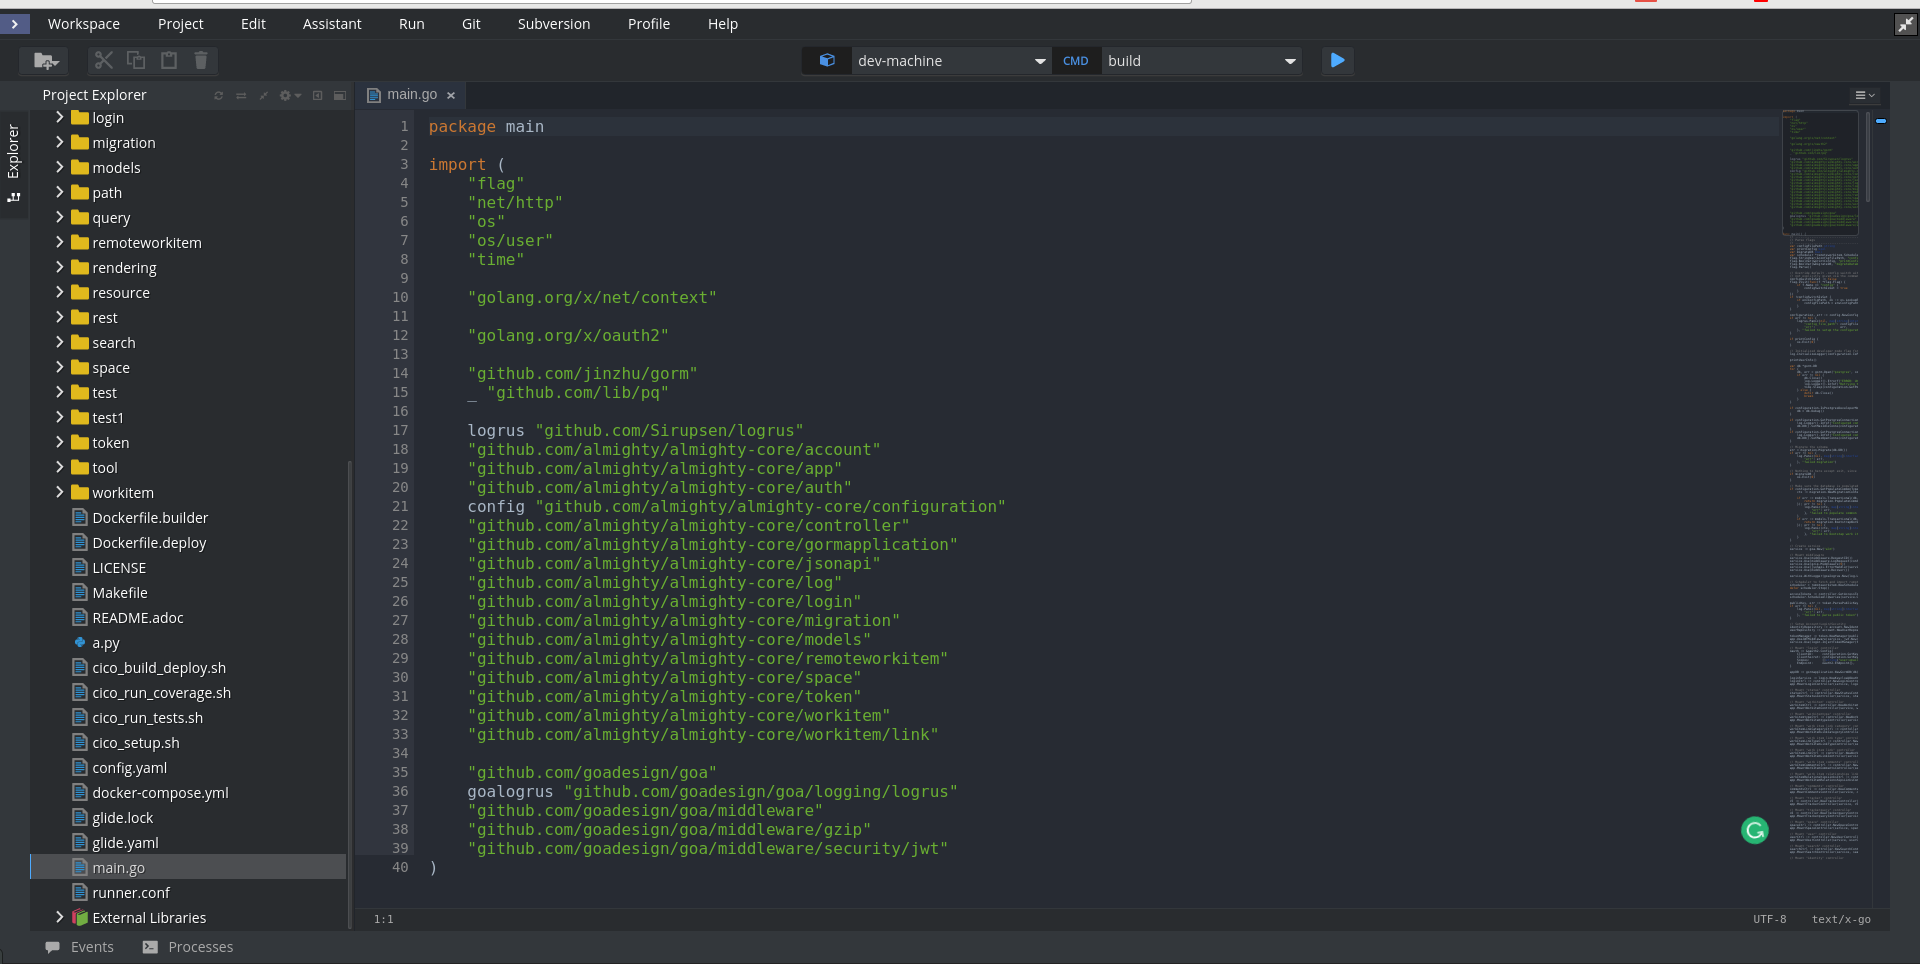 Workspace Project Edit Assistant Run Git Subversion Profile Help
dev-machine CMD build
Project Explorer
main.go
Explorer
login
migration
models
path
query
remoteworkitem
rendering
resource
rest
search
space
test
test1
token
tool
workitem
Dockerfile.builder
Dockerfile.deploy
LICENSE
Makefile
README.adoc
a.py
cico_build_deploy.sh
cico_run_coverage.sh
cico_run_tests.sh
cico_setup.sh
config.yaml
docker-compose.yml
glide.lock
glide.yaml
main.go
runner.conf
External Libraries
1 package main
2
3 import (
4 "flag"
5 "net/http"
6 "os"
7 "os/user"
8 "time"
9
10 "golang.org/x/net/context"
11
12 "golang.org/x/oauth2"
13
14 "github.com/jinzhu/gorm"
15 _ "github.com/lib/pq"
16
17 logrus "github.com/Sirupsen/logrus"
18 "github.com/almighty/almighty-core/account"
19 "github.com/almighty/almighty-core/app"
20 "github.com/almighty/almighty-core/auth"
21 config "github.com/almighty/almighty-core/configuration"
22 "github.com/almighty/almighty-core/controller"
23 "github.com/almighty/almighty-core/gormapplication"
24 "github.com/almighty/almighty-core/jsonapi"
25 "github.com/almighty/almighty-core/log"
26 "github.com/almighty/almighty-core/login"
27 "github.com/almighty/almighty-core/migration"
28 "github.com/almighty/almighty-core/models"
29 "github.com/almighty/almighty-core/remoteworkitem"
30 "github.com/almighty/almighty-core/space"
31 "github.com/almighty/almighty-core/token"
32 "github.com/almighty/almighty-core/workitem"
33 "github.com/almighty/almighty-core/workitem/link"
34
35 "github.com/goadesign/goa"
36 goalogrus "github.com/goadesign/goa/logging/logrus"
37 "github.com/goadesign/goa/middleware"
38 "github.com/goadesign/goa/middleware/gzip"
39 "github.com/goadesign/goa/middleware/security/jwt"
40 )
1:1 UTF-8 text/x-go
Events Processes